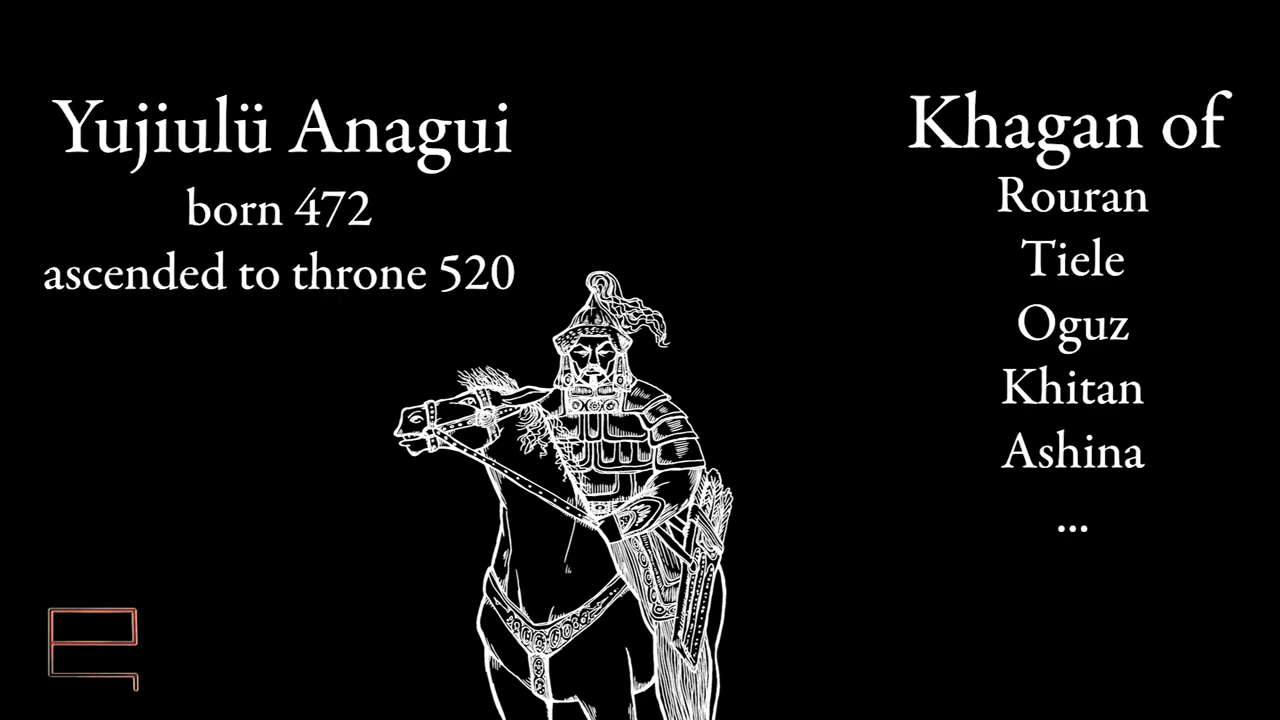 Yujiulü Anagui
born 472
ascended to throne 520
Khagan of
Rouran
Tiele
Oguz
Khitan
Ashina
...